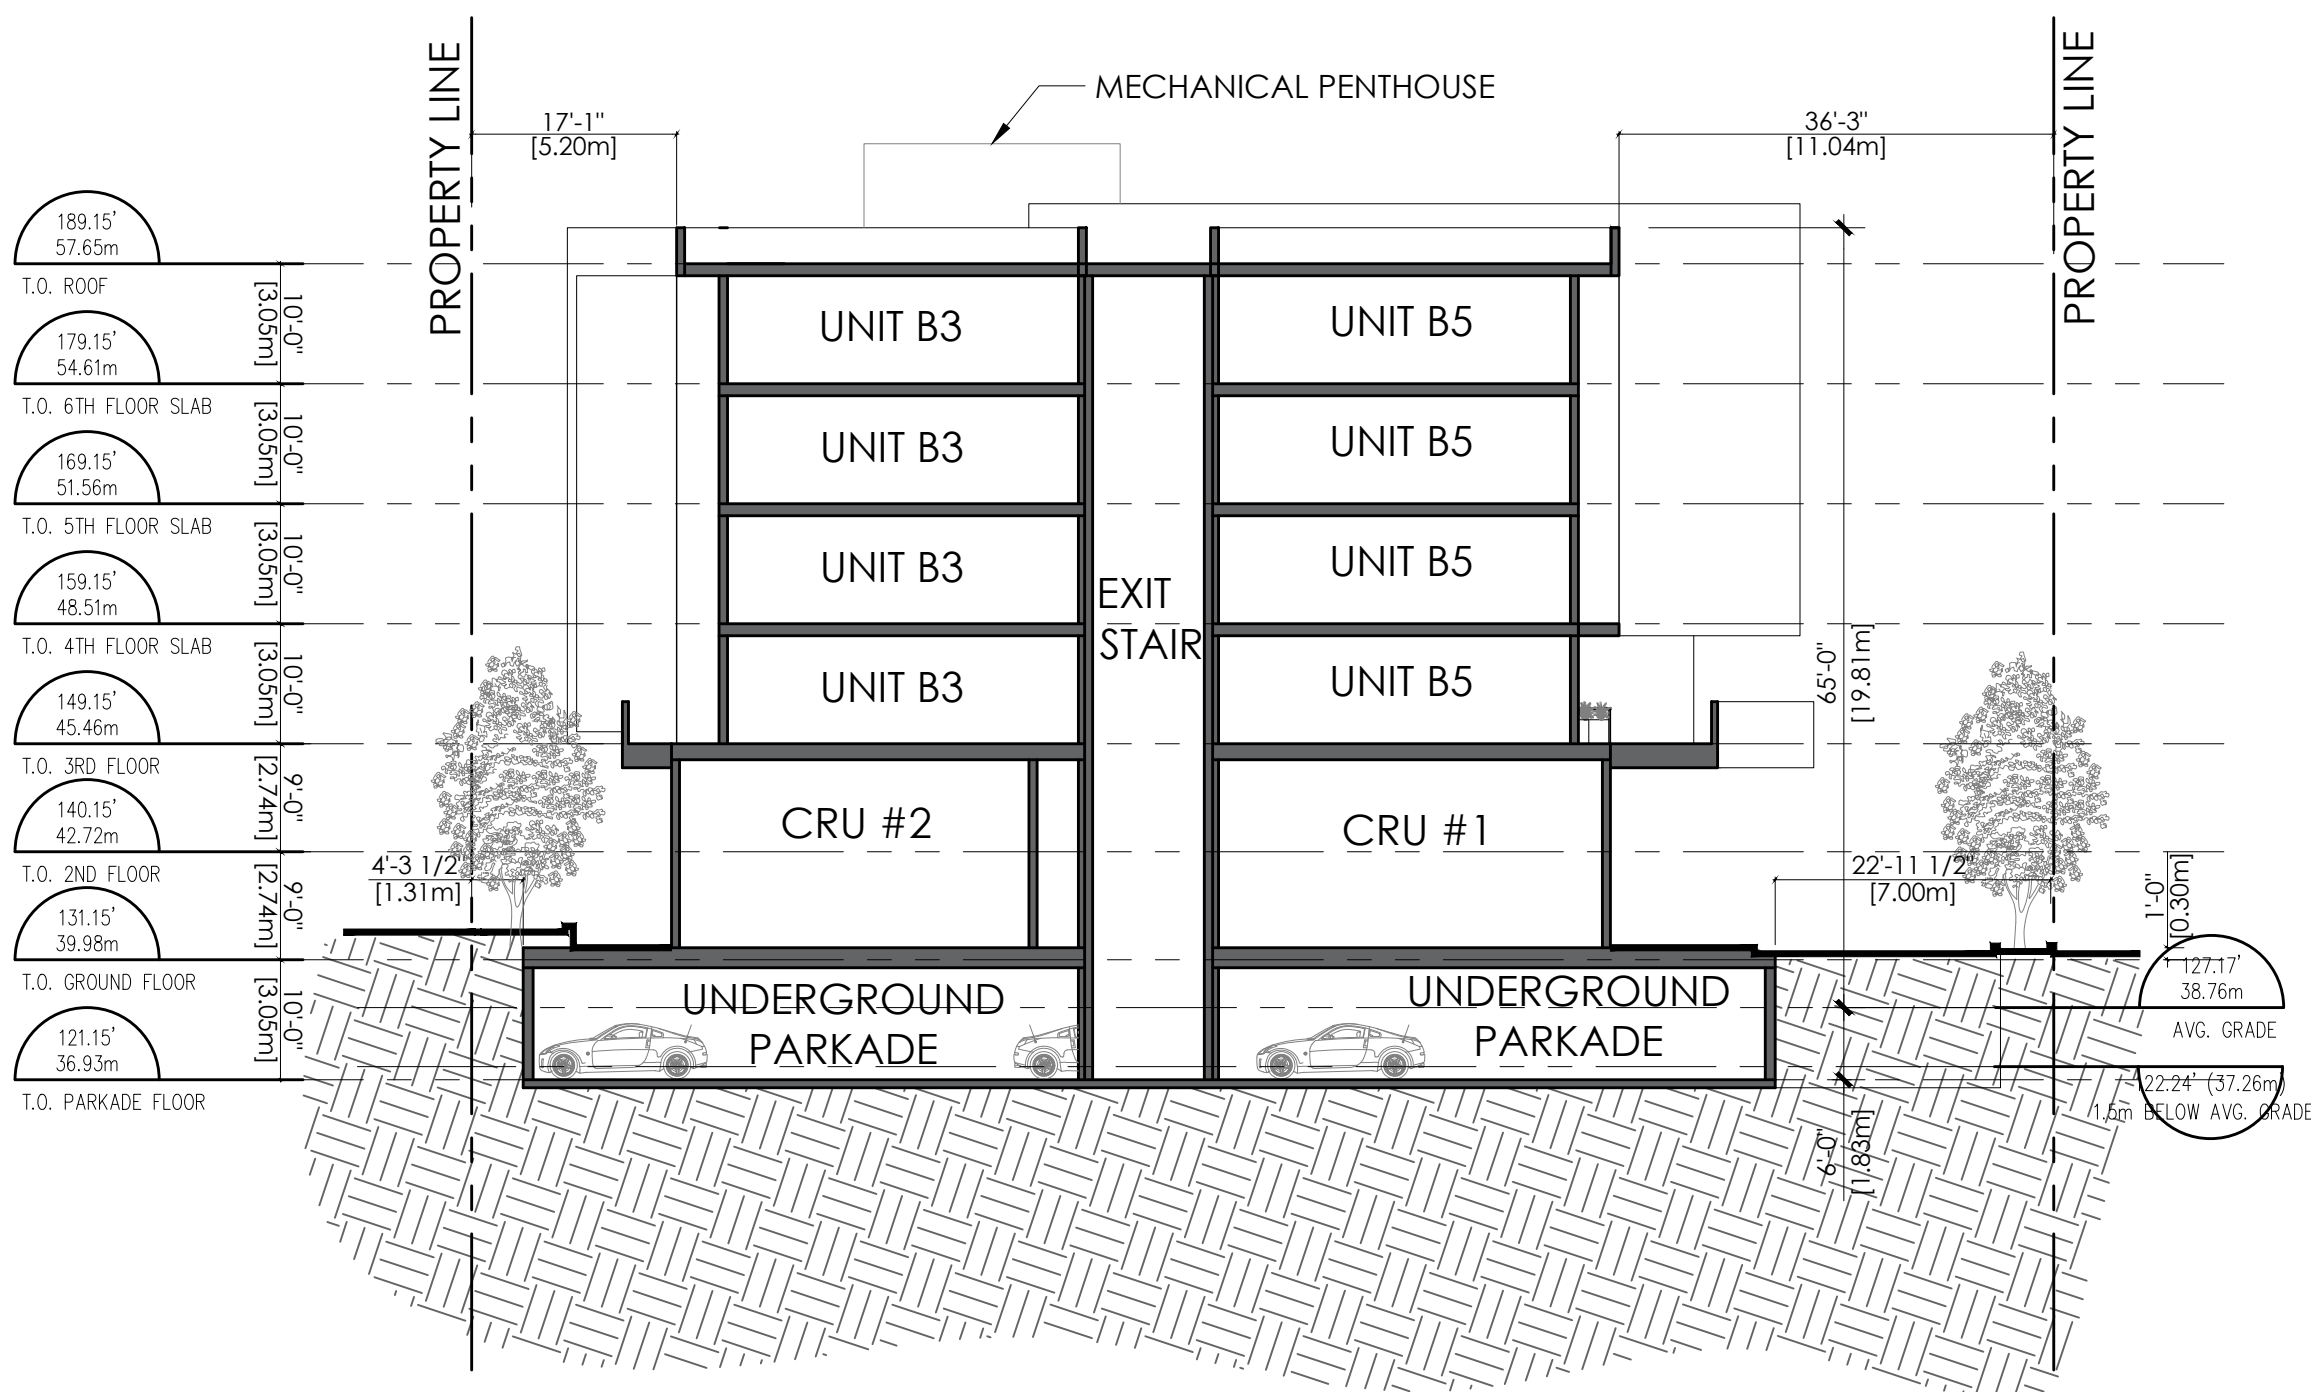 PROPERTY LINE
PROPERTY LINE
MECHANICAL PENTHOUSE
17'-1"
[5.20m]
36'-3"
[11.04m]
189.15'
57.65m
T.O. ROOF
10'-0"
[3.05m]
179.15'
54.61m
T.O. 6TH FLOOR SLAB
10'-0"
[3.05m]
169.15'
51.56m
T.O. 5TH FLOOR SLAB
10'-0"
[3.05m]
159.15'
48.51m
T.O. 4TH FLOOR SLAB
10'-0"
[3.05m]
149.15'
45.46m
T.O. 3RD FLOOR
9'-0"
[2.74m]
140.15'
42.72m
T.O. 2ND FLOOR
9'-0"
[2.74m]
131.15'
39.98m
T.O. GROUND FLOOR
10'-0"
[3.05m]
121.15'
36.93m
T.O. PARKADE FLOOR
UNIT B3
UNIT B5
UNIT B3
UNIT B5
UNIT B3
UNIT B5
EXIT
STAIR
UNIT B3
UNIT B5
CRU #2
CRU #1
4'-3 1/2"
[1.31m]
22'-11 1/2"
[7.00m]
65'-0"
[19.81m]
1'-0"
[0.30m]
UNDERGROUND
PARKADE
UNDERGROUND
PARKADE
127.17'
38.76m
AVG. GRADE
122.24' (37.26m)
1.5m BELOW AVG. GRADE
6'-0"
[1.83m]